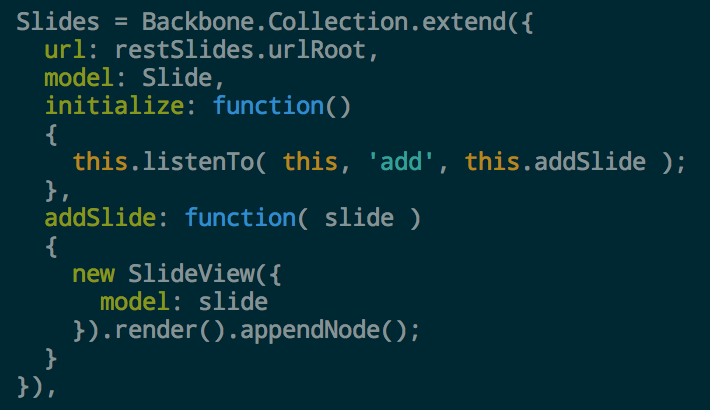 Slides = Backbone.Collection.extend({
  url: restSlides.urlRoot,
  model: Slide,
  initialize: function()
  {
    this.listenTo( this, 'add', this.addSlide );
  },
  addSlide: function( slide )
  {
    new SlideView({
      model: slide
    }).render().appendNode();
  }
}),